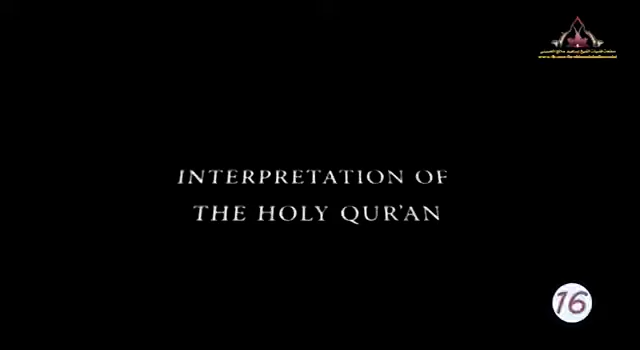 INTERPRETATION OF
THE HOLY QUR'AN
16